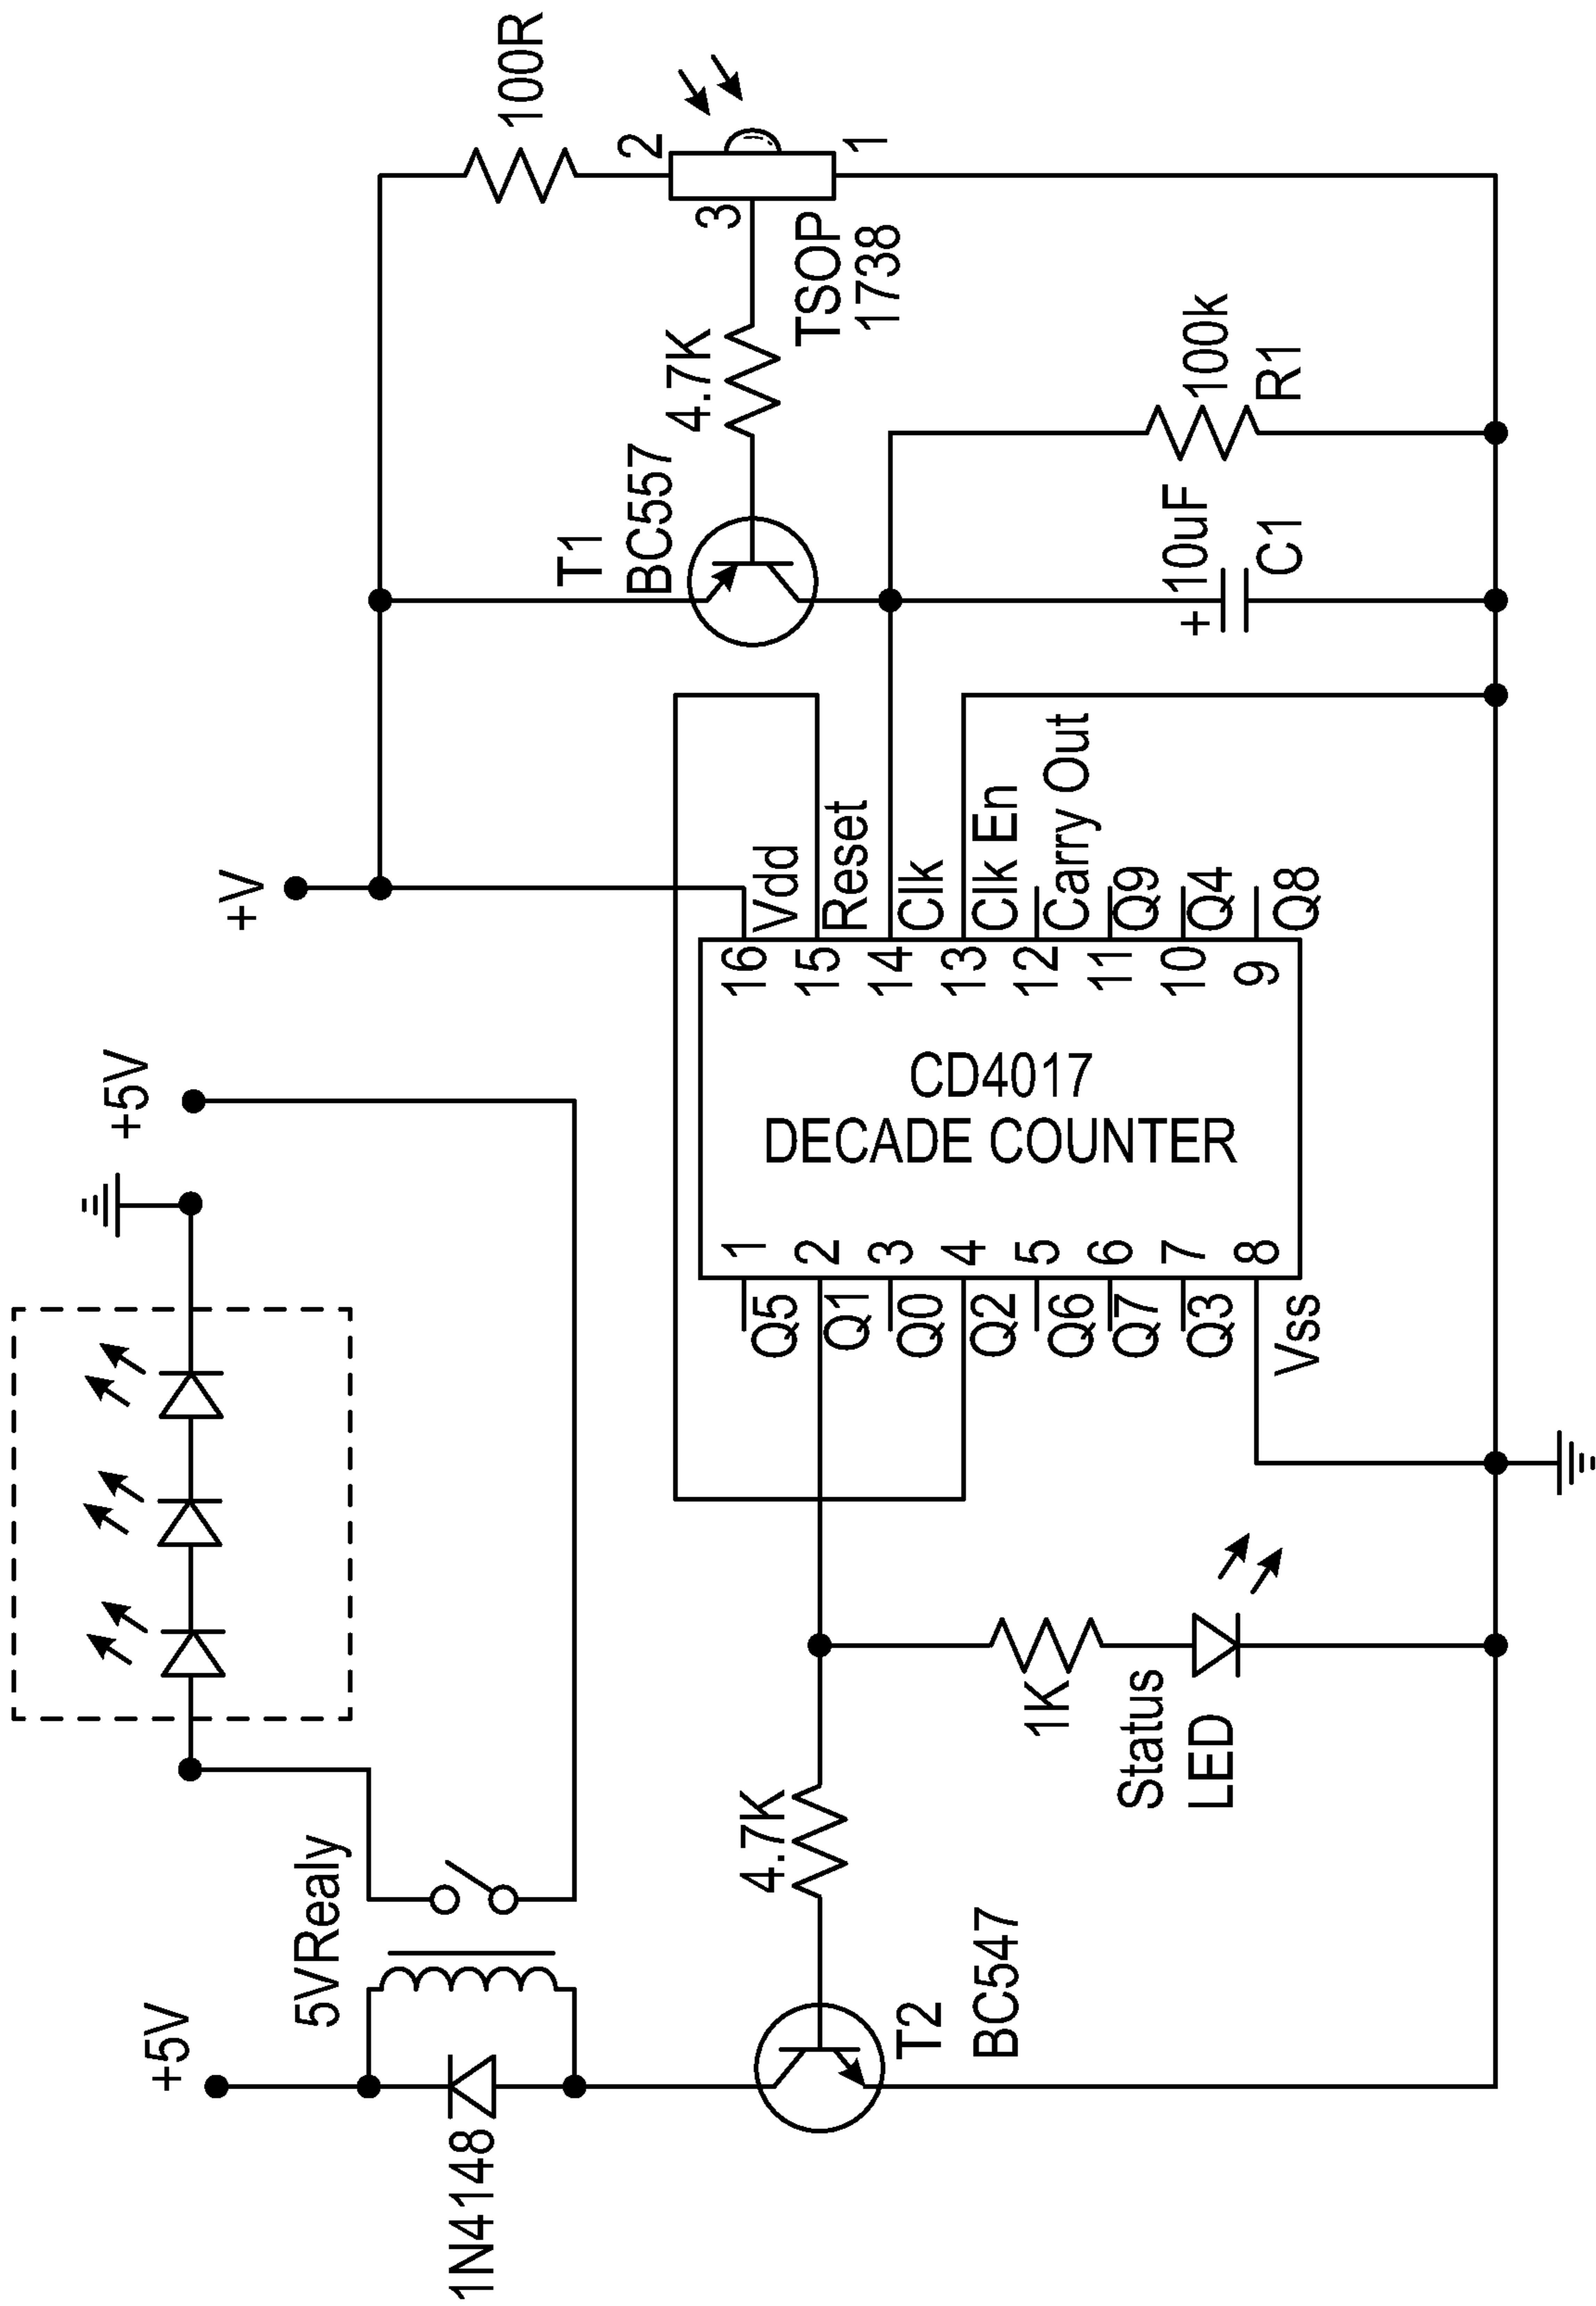 +5V
+5V
5VRealy
1N4148
+V
100R
2
3
1
TSOP
1738
4.7K
T1
BC557
16
Vdd
15
Reset
14
Clk
13
Clk En
12
Carry Out
11
Q9
10
Q4
9
Q8
CD4017
DECADE COUNTER
1
Q5
2
Q1
3
Q0
4
Q2
5
Q6
6
Q7
7
Q3
8
Vss
+
10uF
C1
100k
R1
4.7K
1K
Status
LED
T2
BC547